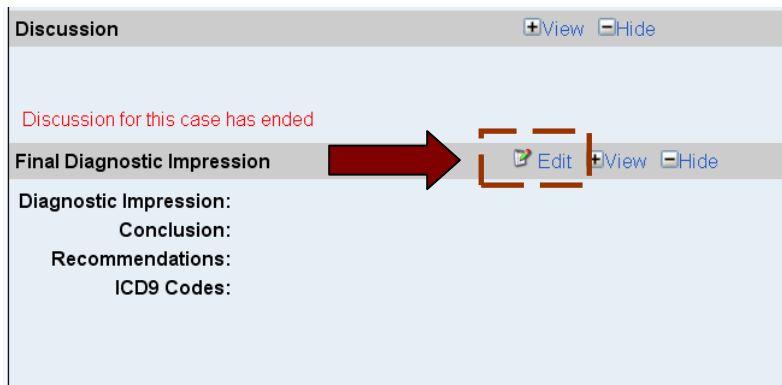 Discussion View Hide
Discussion for this case has ended
Final Diagnostic Impression Edit View Hide
Diagnostic Impression:
Conclusion:
Recommendations:
ICD9 Codes: